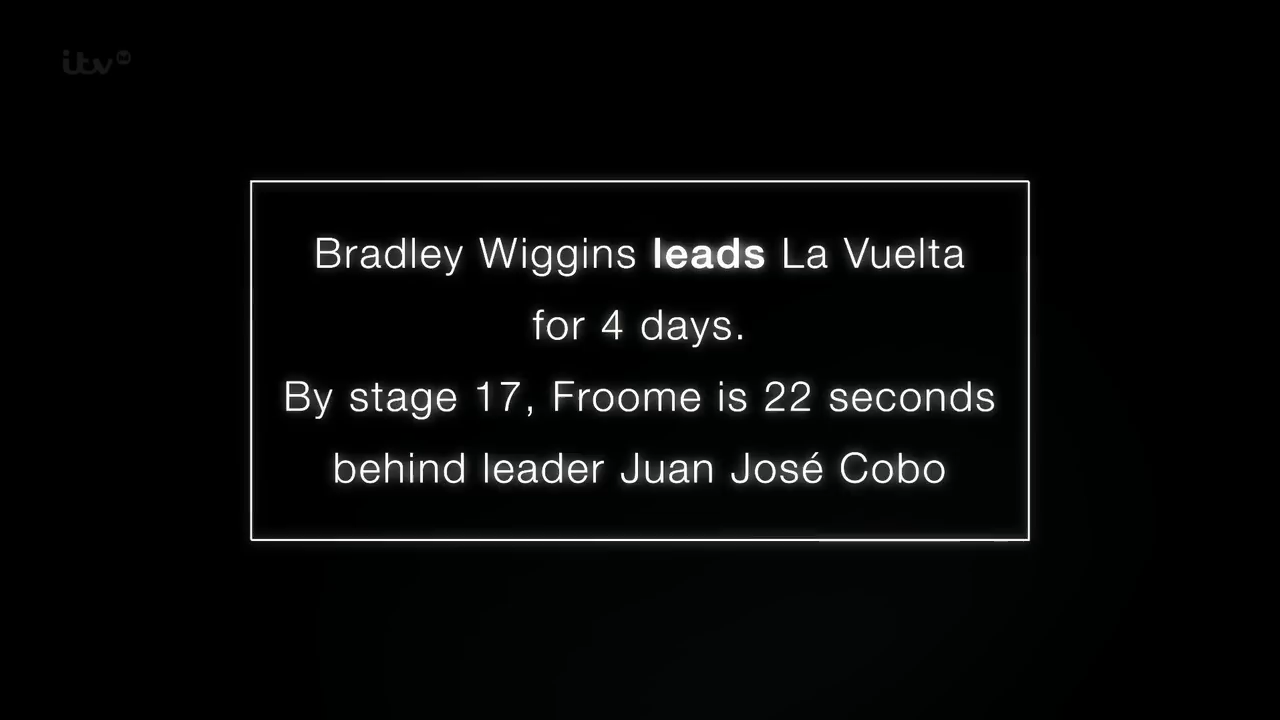 itv
Bradley Wiggins leads La Vuelta
for 4 days.
By stage 17, Froome is 22 seconds
behind leader Juan José Cobo